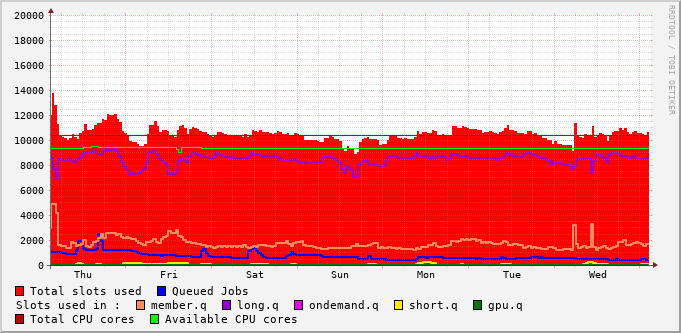 20000
18000
16000
14000
12000
10000
8000
6000
4000
2000
0
Thu Fri Sat Sun Mon Tue Wed
RRDTOOL / TOBI OETIKER
Total slots used Queued Jobs
Slots used in : member.q long.q ondemand.q short.q gpu.q
Total CPU cores Available CPU cores